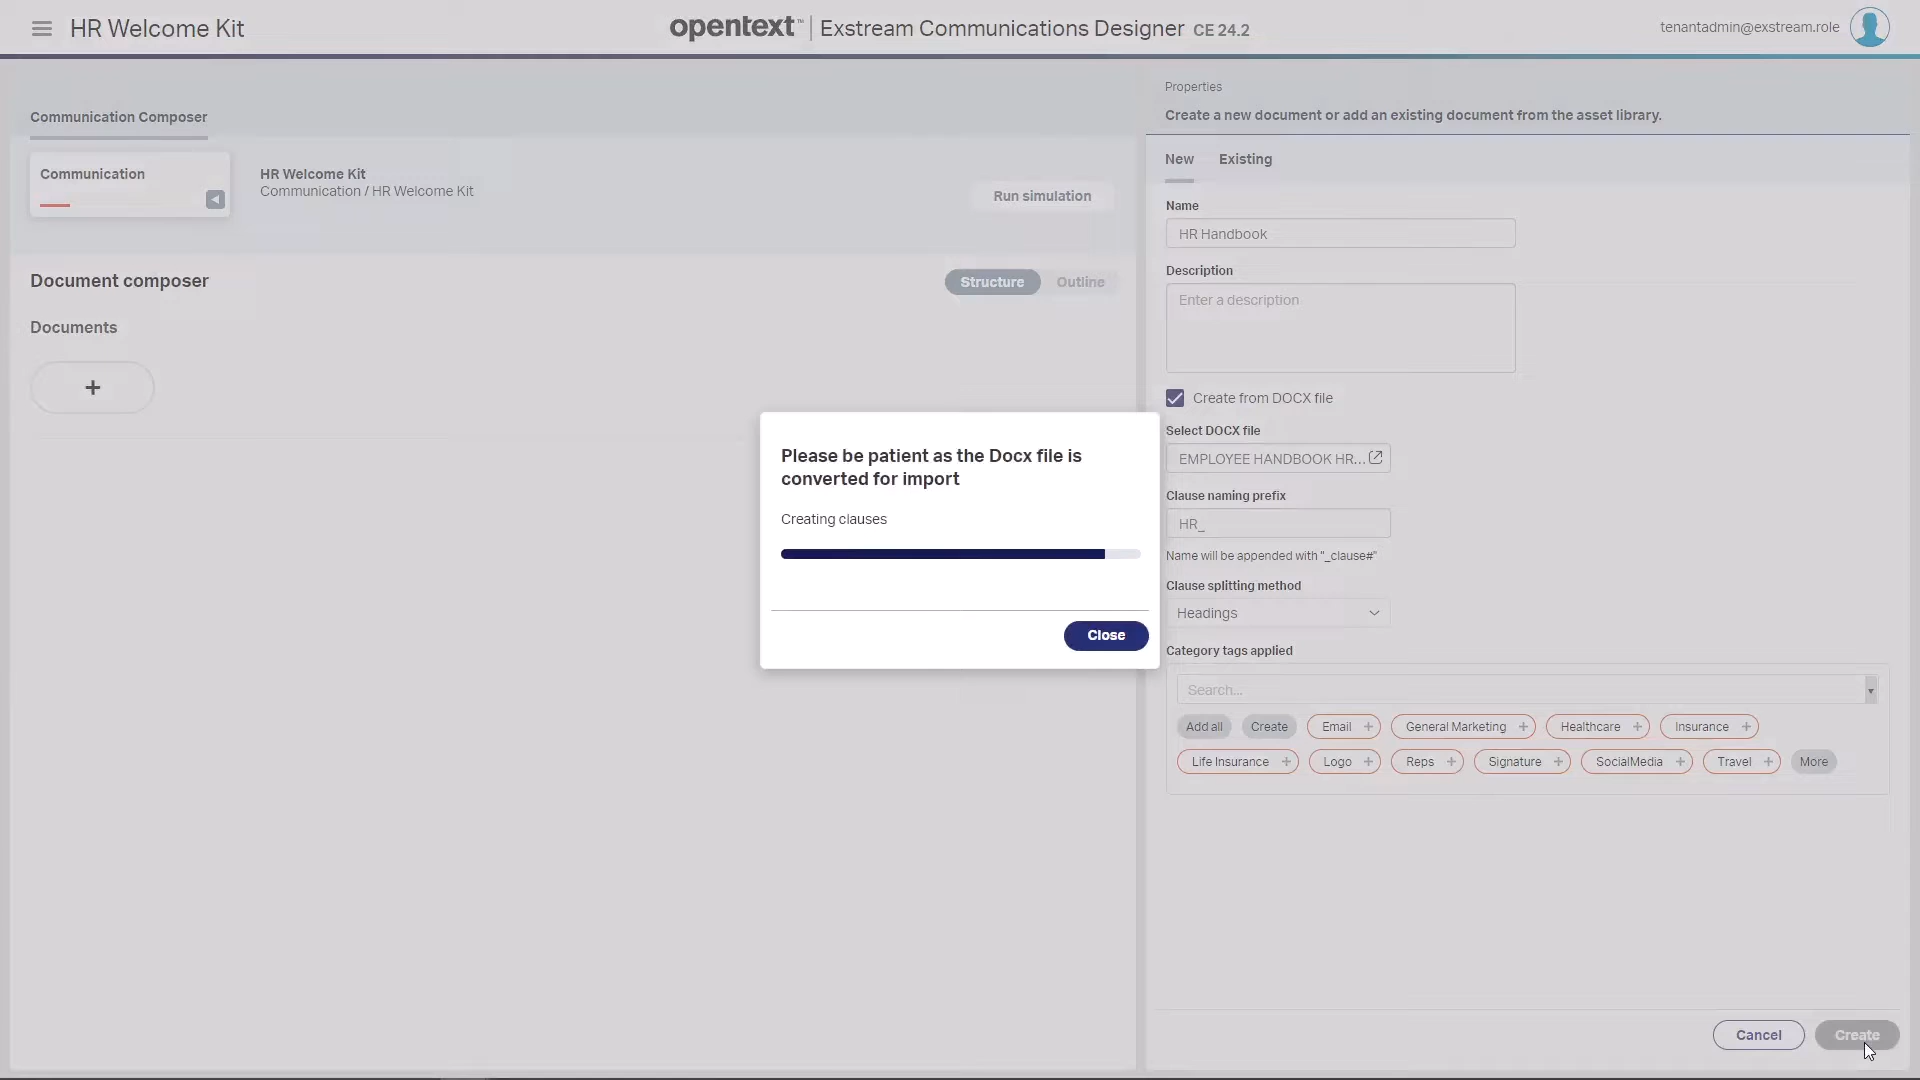 HR Welcome Kit
opentext™ | Exstream Communications Designer CE 24.2
tenantadmin@exstream.role
Communication Composer
Communication
HR Welcome Kit
Communication / HR Welcome Kit
Run simulation
Document composer
Structure
Outline
Documents
+
Please be patient as the Docx file is
converted for import
Creating clauses
Close
Properties
Create a new document or add an existing document from the asset library.
New
Existing
Name
HR Handbook
Description
Enter a description
Create from DOCX file
Select DOCX file
EMPLOYEE HANDBOOK HR...
Clause naming prefix
HR_
Name will be appended with "_clause#"
Clause splitting method
Headings
Category tags applied
Search...
Add all Create Email + General Marketing + Healthcare + Insurance +
Life Insurance + Logo + Reps + Signature + SocialMedia + Travel + More
Cancel
Create